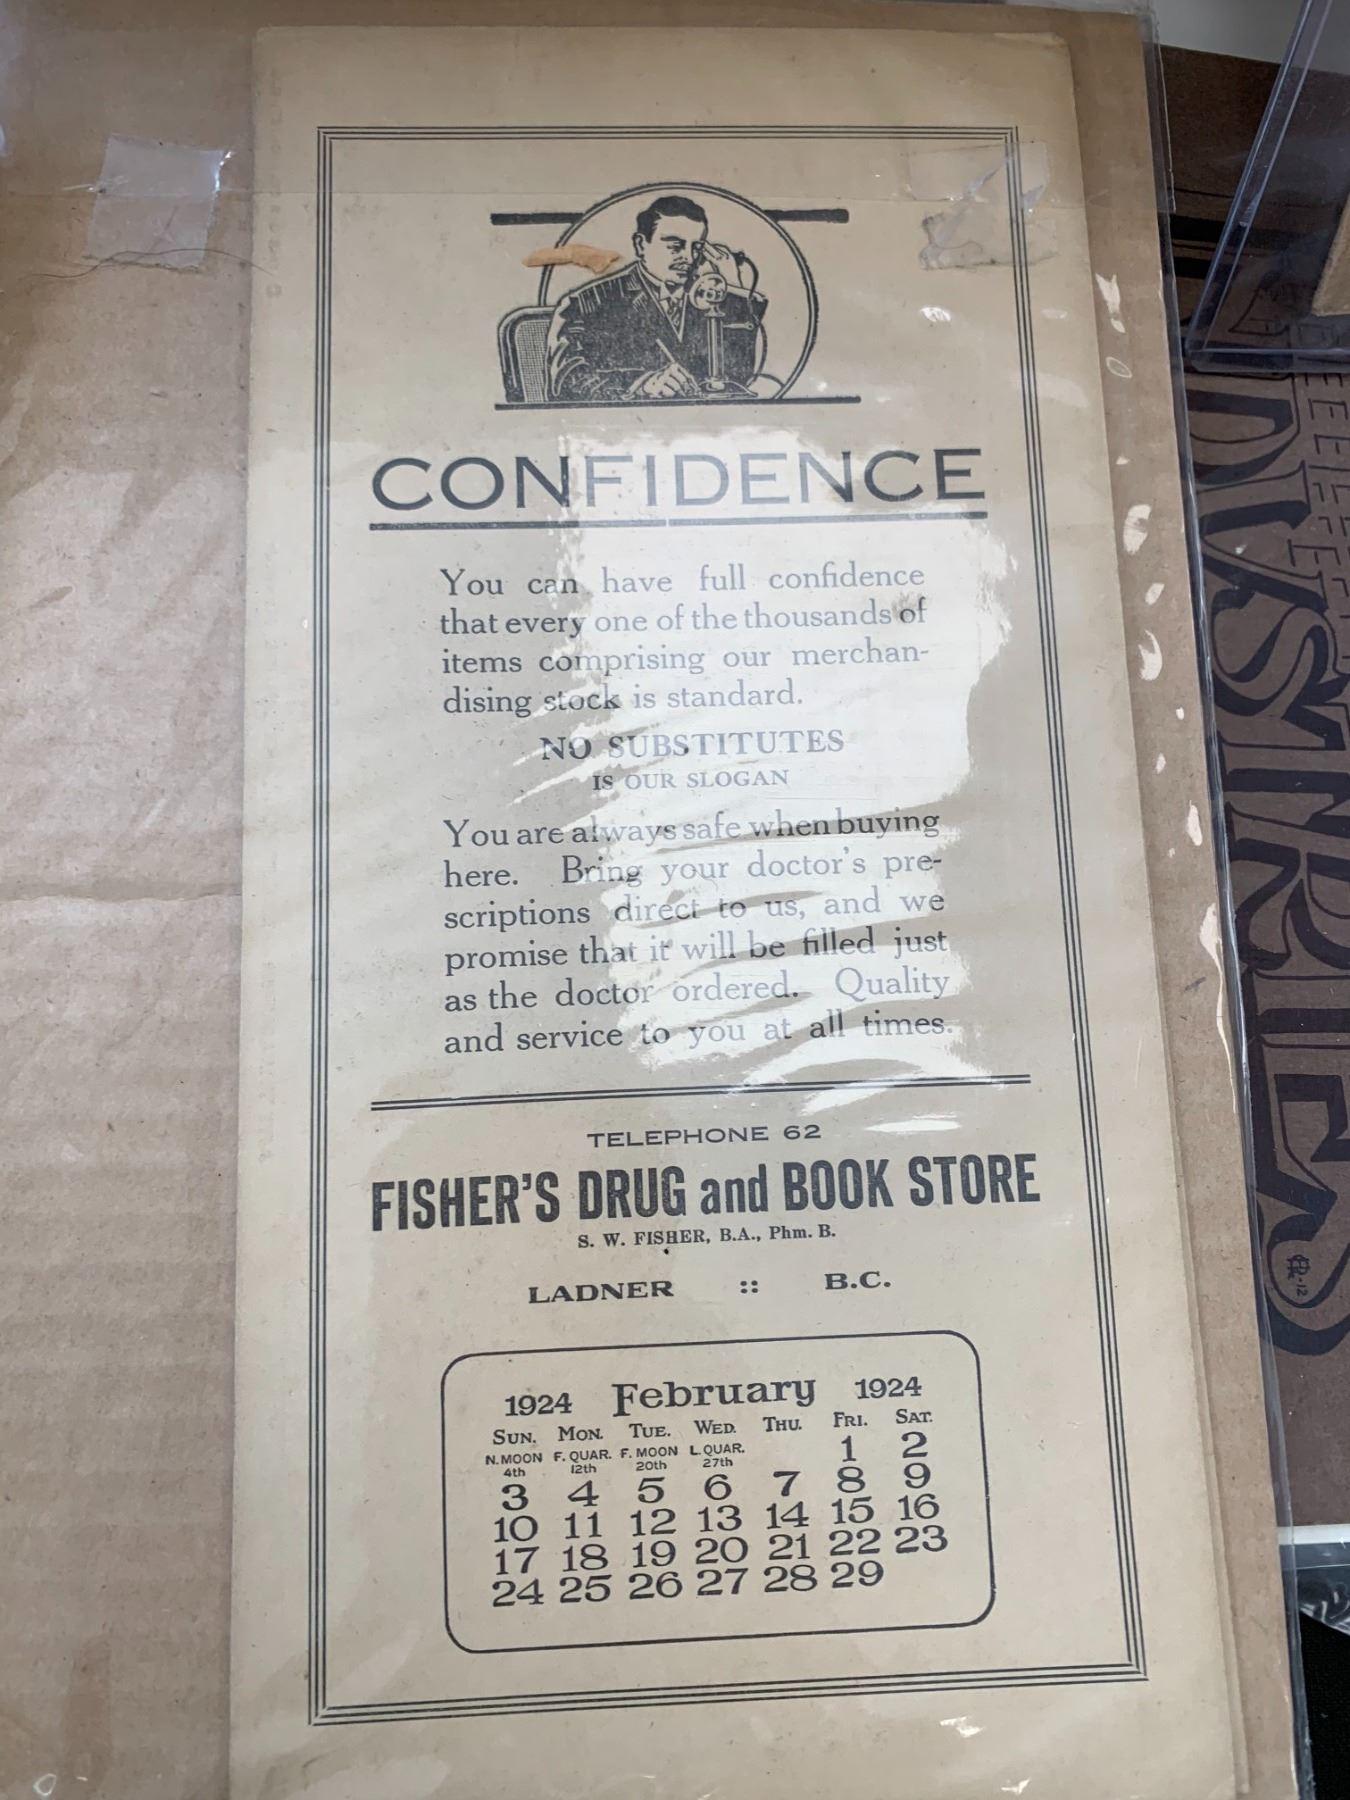 CONFIDENCE
You can have full confidence
that every one of the thousands of
items comprising our merchan-
dising stock is standard.
NO SUBSTITUTES
IS OUR SLOGAN
You are always safe when buying
here. Bring your doctor's pre-
scriptions direct to us, and we
promise that it will be filled just
as the doctor ordered. Quality
and service to you at all times.
TELEPHONE 62
FISHER'S DRUG and BOOK STORE
S. W. FISHER, B.A., Phm. B.
LADNER :: B.C.
1924 February 1924
SUN. MON. TUE. WED. THU. FRI. SAT.
N. MOON 4th F. QUAR. 12th F. MOON 20th L. QUAR. 27th 1 2
3 4 5 6 7 8 9
10 11 12 13 14 15 16
17 18 19 20 21 22 23
24 25 26 27 28 29